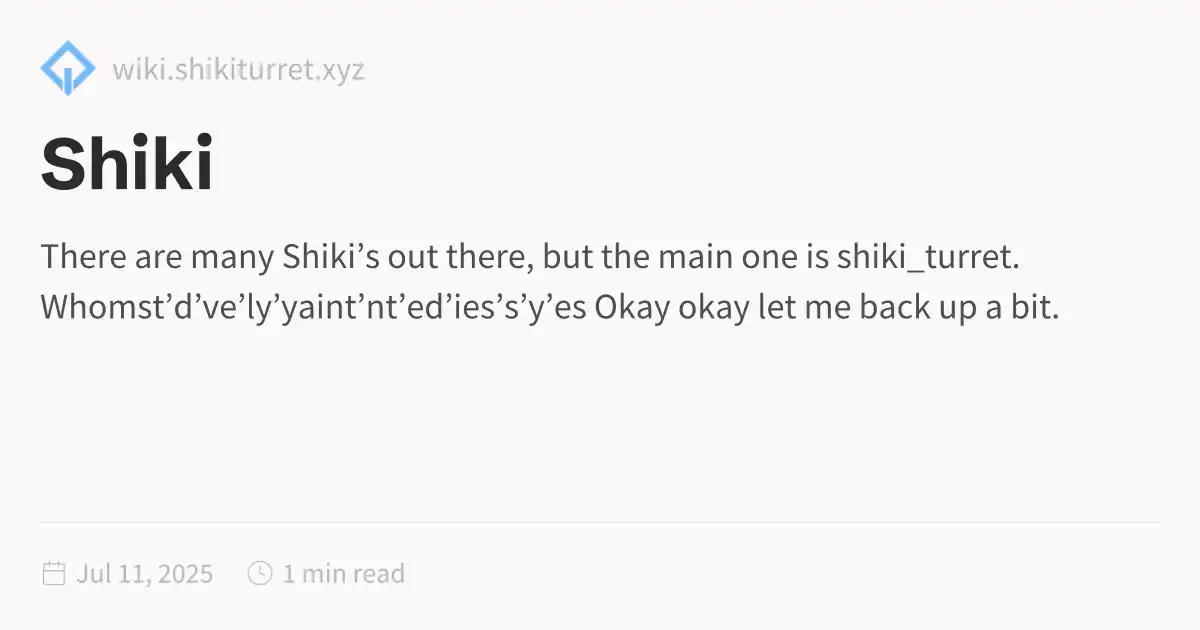 wiki.shikiturret.xyz
Shiki
There are many Shiki’s out there, but the main one is shiki_turret.
Whomst’d’ve’ly’yaint’nt’ed’ies’s’y’es Okay okay let me back up a bit.
Jul 11, 2025 1 min read